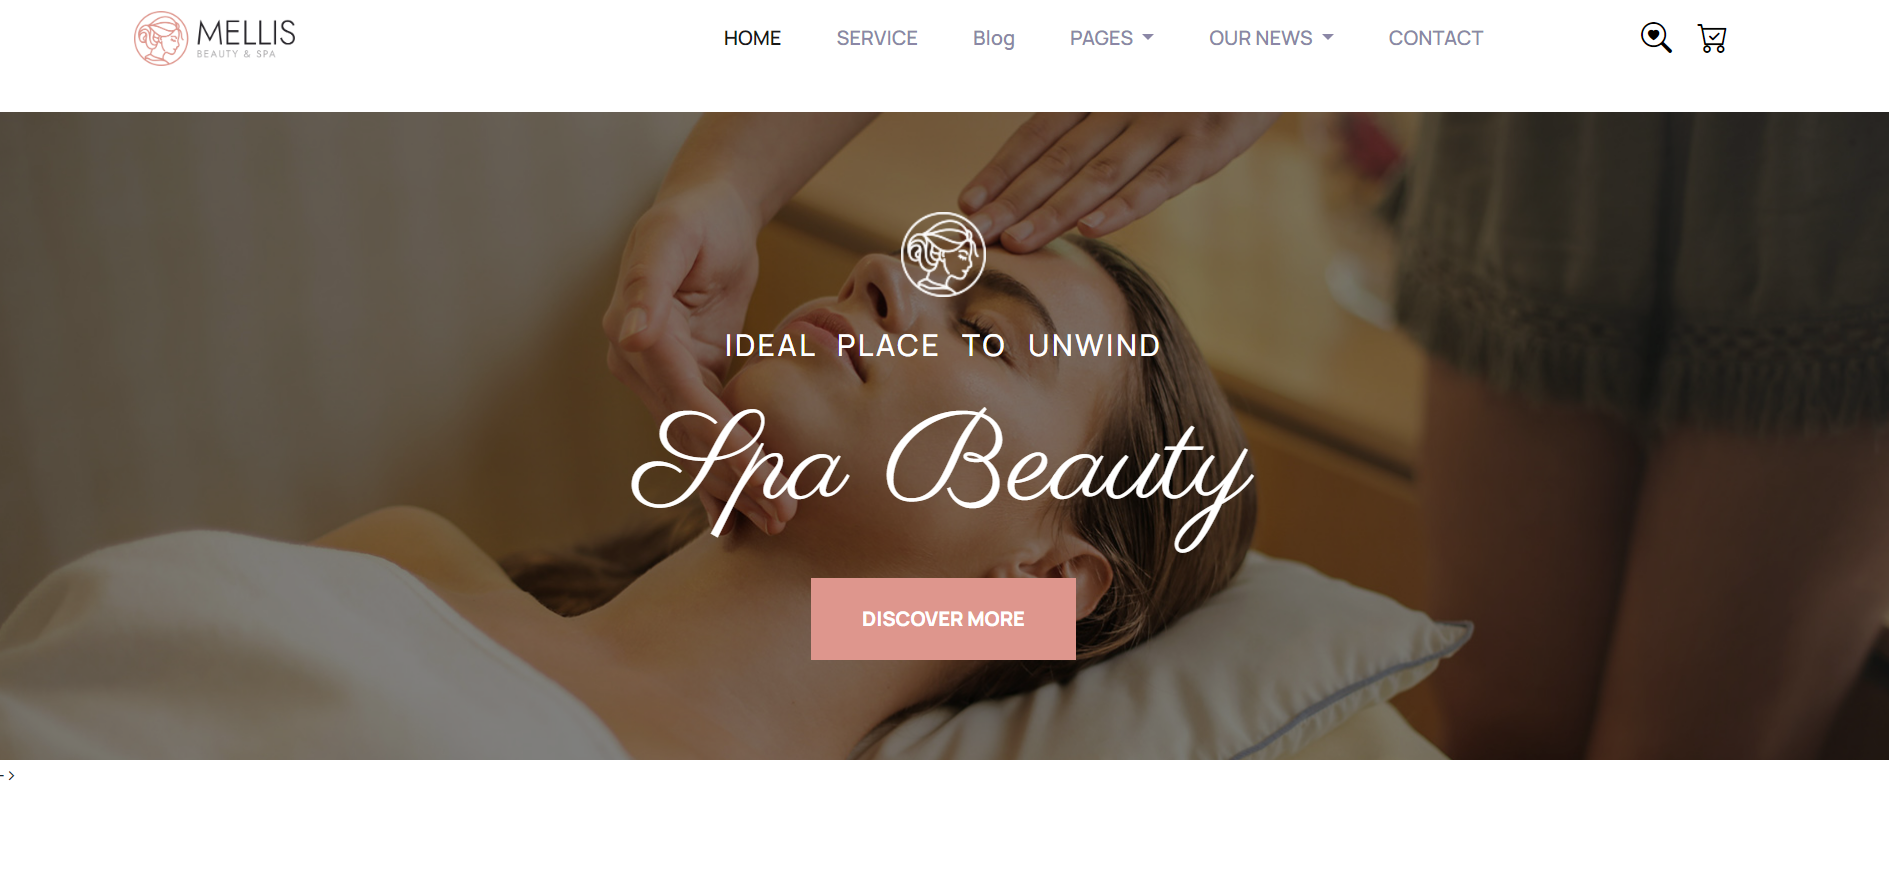 MELLIS
BEAUTY & SPA
HOME SERVICE Blog PAGES OUR NEWS CONTACT
IDEAL PLACE TO UNWIND
Spa Beauty
DISCOVER MORE
- >